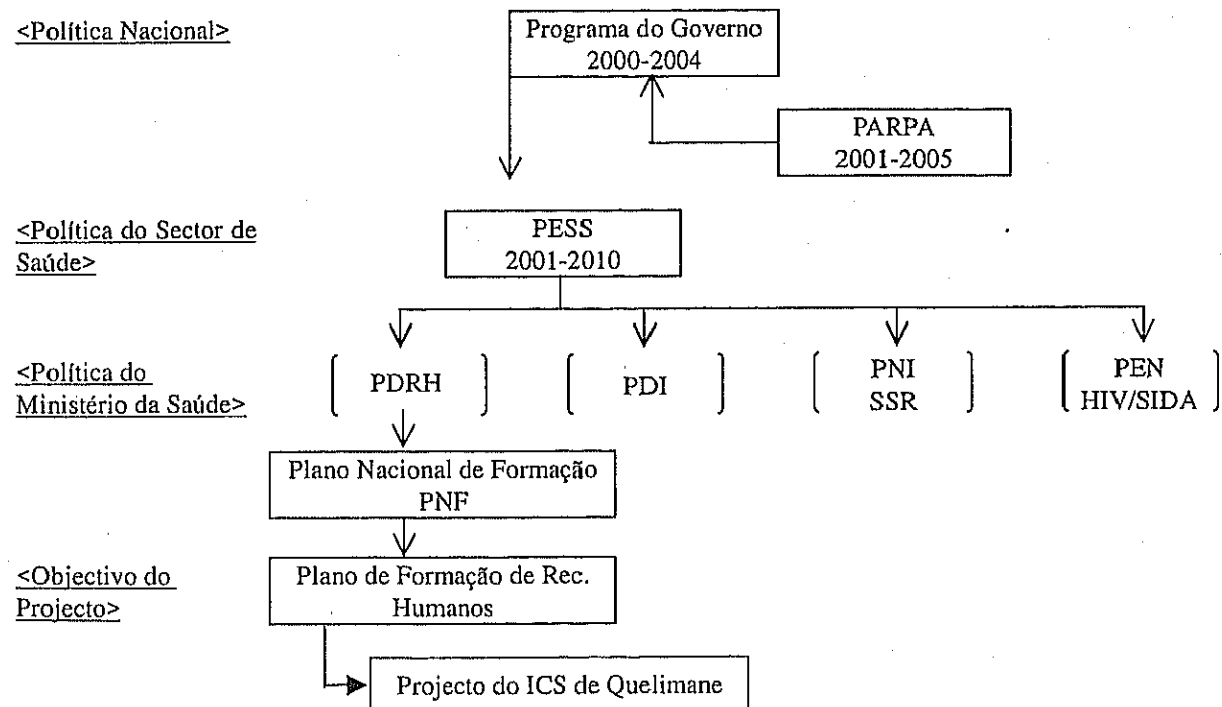 <Política Nacional>
Programa do Governo
2000-2004
PARPA
2001-2005
<Política do Sector de
Saúde>
PESS
2001-2010
<Política do
Ministério da Saúde>
PDRH
PDI
PNI
SSR
PEN
HIV/SIDA
Plano Nacional de Formação
PNF
<Objectivo do
Projecto>
Plano de Formação de Rec.
Humanos
Projecto do ICS de Quelimane